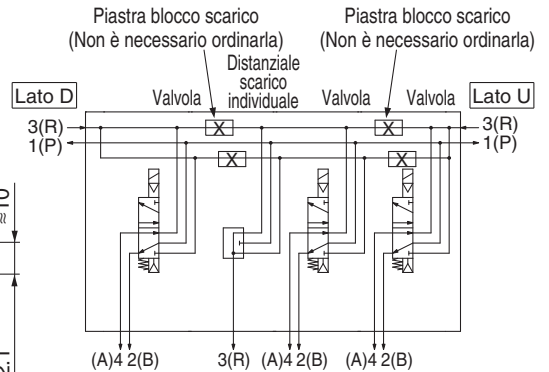 Piastra blocco scarico
(Non è necessario ordinarla)
Piastra blocco scarico
(Non è necessario ordinarla)
Distanziale
scarico
individuale
Lato D
Valvola
Valvola
Valvola
Lato U
3(R)
1(P)
3(R)
1(P)
X
X
X
X
(A)4 2(B)
3(R)
(A)4 2(B)
(A)4 2(B)